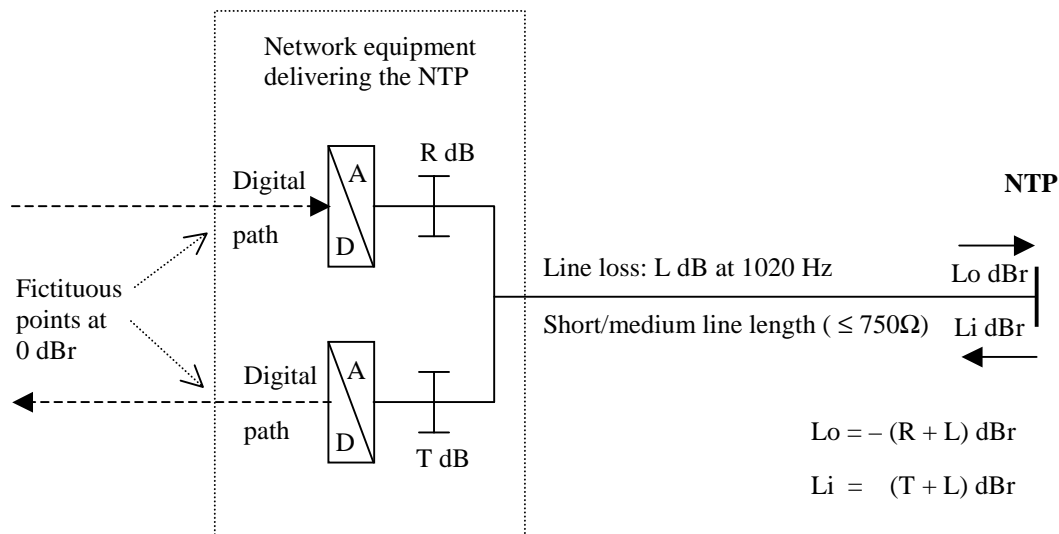 Network equipment
delivering the NTP
R dB
A
D
Digital
path
NTP
Line loss: L dB at 1020 Hz
Lo dBr
Fictituous
points at
0 dBr
Short/medium line length ( ≤ 750Ω)
Li dBr
Digital
path
A
D
T dB
Lo = – (R + L) dBr
Li = (T + L) dBr